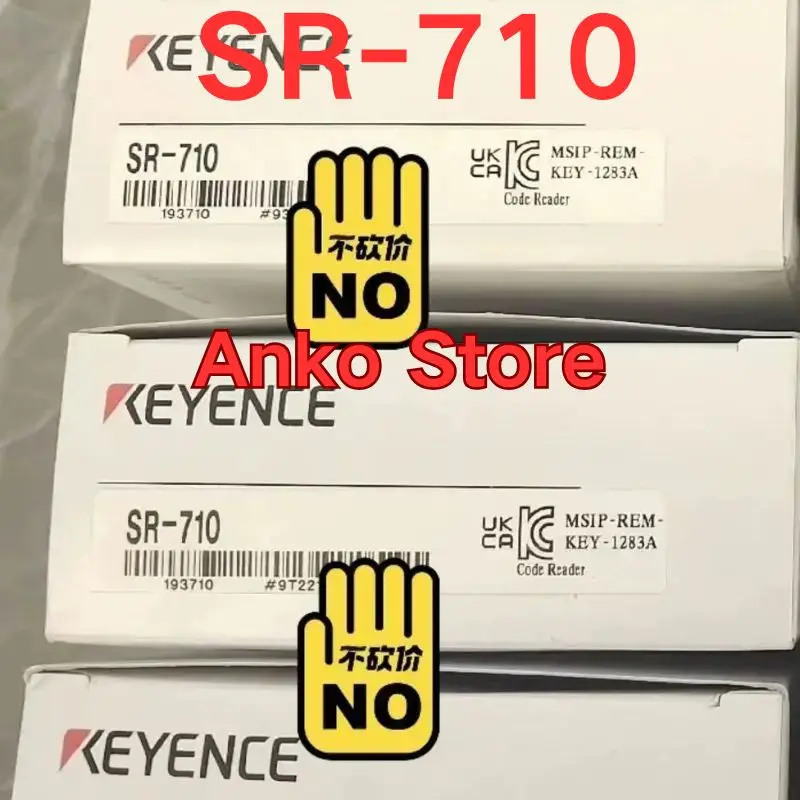 SR-710
KEYENCE
SR-710
UK CA
MSIP-REM-
KEY-1283A
Code Reader
193710
不砍价
NO
Anko Store
KEYENCE
SR-710
UK CA
MSIP-REM-
KEY-1283A
Code Reader
193710
不砍价
NO
KEYENCE